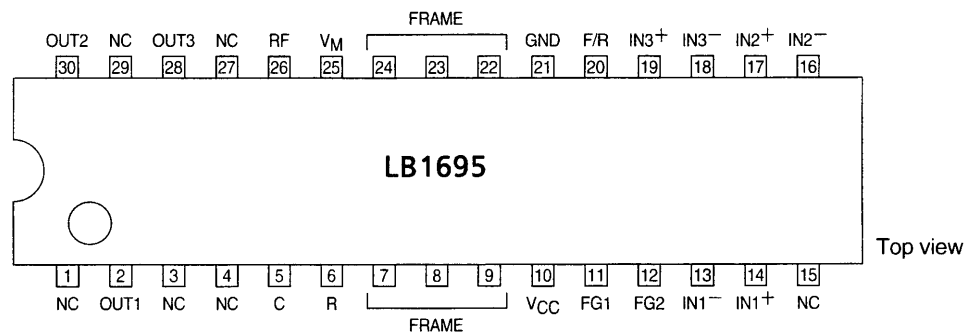 FRAME
OUT2 NC OUT3 NC RF VM GND F/R IN3+ IN3− IN2+ IN2−
30 29 28 27 26 25 24 23 22 21 20 19 18 17 16
LB1695
Top view
1 2 3 4 5 6 7 8 9 10 11 12 13 14 15
NC OUT1 NC NC C R VCC FG1 FG2 IN1− IN1+ NC
FRAME